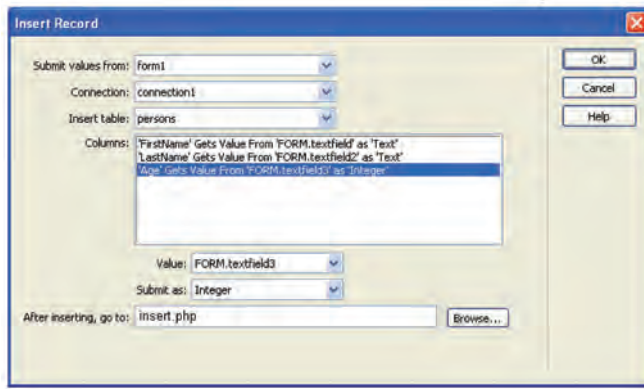 Insert Record
Submit values from: form1
OK
Connection: connection1
Cancel
Insert table: persons
Help
Columns: 'FirstName' Gets Value From 'FORM.textfield' as 'Text'
'LastName' Gets Value From 'FORM.textfield2' as 'Text'
'Age' Gets Value From 'FORM.textfield3' as 'Integer'
Value: FORM.textfield3
Submit as: Integer
After inserting, go to: insert.php
Browse...